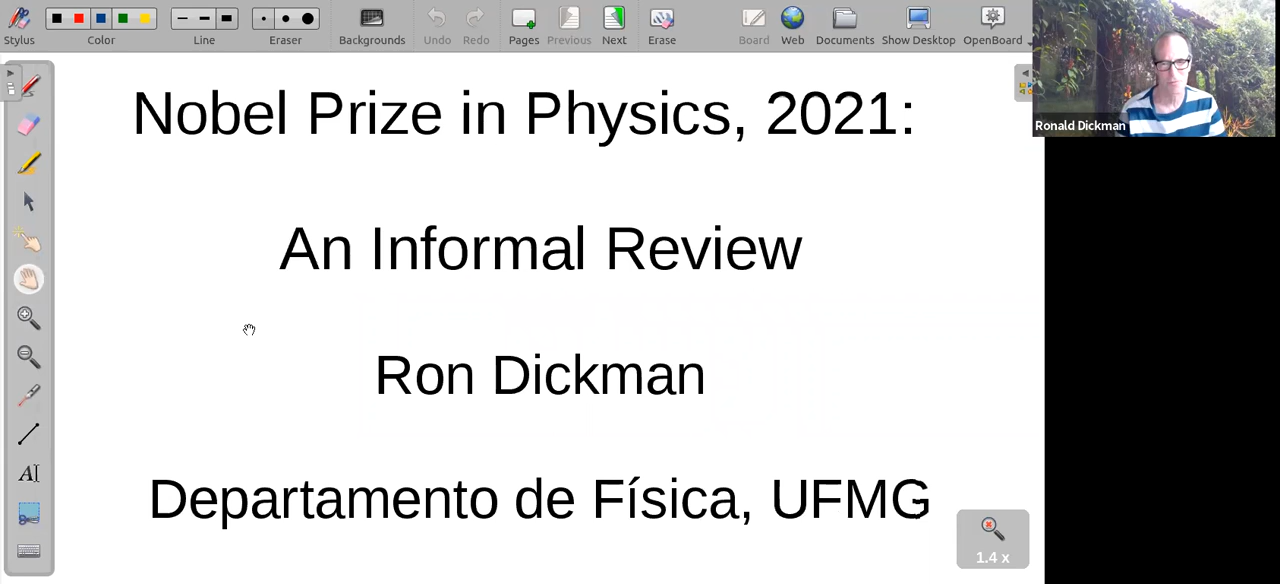 Stylus
Color
Line
Eraser
Backgrounds
Undo
Redo
Pages
Previous
Next
Erase
Board
Web
Documents
Show Desktop
OpenBoard
Ronald Dickman
Nobel Prize in Physics, 2021:
An Informal Review
Ron Dickman
Departamento de Física, UFMG
AI
1.4 x